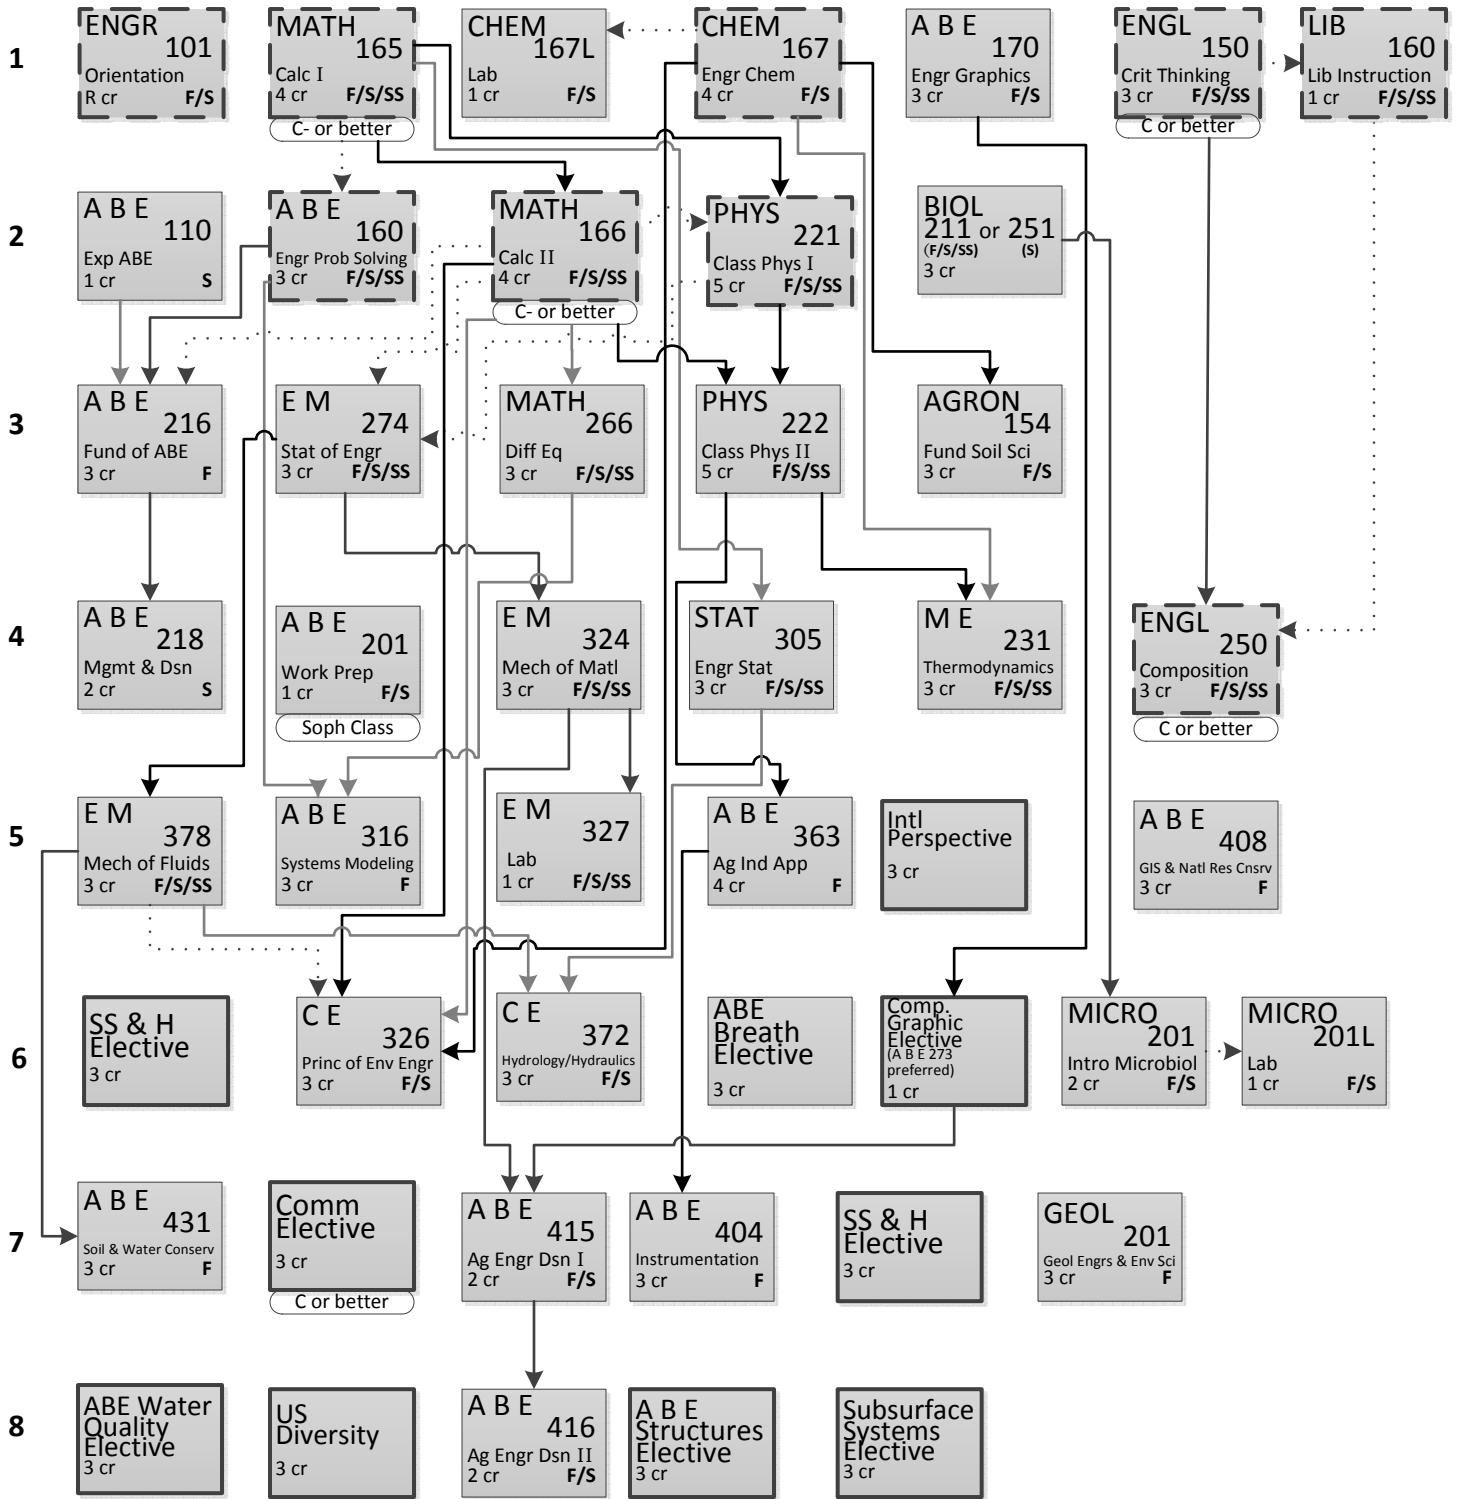 1
ENGR
101
Orientation
R cr F/S
MATH
165
Calc I
4 cr F/S/SS
C- or better
CHEM
167L
Lab
1 cr F/S
CHEM
167
Engr Chem
4 cr F/S
A B E
170
Engr Graphics
3 cr F/S
ENGL
150
Crit Thinking
3 cr F/S/SS
C or better
LIB
160
Lib Instruction
1 cr F/S/SS
2
A B E
110
Exp ABE
1 cr S
A B E
160
Engr Prob Solving
3 cr F/S/SS
MATH
166
Calc II
4 cr F/S/SS
C- or better
PHYS
221
Class Phys I
5 cr F/S/SS
BIOL
211 or 251
(F/S/SS) (S)
3 cr
3
A B E
216
Fund of ABE
3 cr F
E M
274
Stat of Engr
3 cr F/S/SS
MATH
266
Diff Eq
3 cr F/S/SS
PHYS
222
Class Phys II
5 cr F/S/SS
AGRON
154
Fund Soil Sci
3 cr F/S
4
A B E
218
Mgmt & Dsn
2 cr S
A B E
201
Work Prep
1 cr F/S
Soph Class
E M
324
Mech of Matl
3 cr F/S/SS
STAT
305
Engr Stat
3 cr F/S/SS
M E
231
Thermodynamics
3 cr F/S/SS
ENGL
250
Composition
3 cr F/S/SS
C or better
5
E M
378
Mech of Fluids
3 cr F/S/SS
A B E
316
Systems Modeling
3 cr F
E M
327
Lab
1 cr F/S/SS
A B E
363
Ag Ind App
4 cr F
Intl
Perspective
3 cr
A B E
408
GIS & Natl Res Cnsrv
3 cr F
6
SS & H
Elective
3 cr
C E
326
Princ of Env Engr
3 cr F/S
C E
372
Hydrology/Hydraulics
3 cr F/S
ABE
Breath
Elective
3 cr
Comp.
Graphic
Elective
(A B E 273
preferred)
1 cr
MICRO
201
Intro Microbiol
2 cr F/S
MICRO
201L
Lab
1 cr F/S
7
A B E
431
Soil & Water Conserv
3 cr F
Comm
Elective
3 cr
C or better
A B E
415
Ag Engr Dsn I
2 cr F/S
A B E
404
Instrumentation
3 cr F
SS & H
Elective
3 cr
GEOL
201
Geol Engrs & Env Sci
3 cr F
8
ABE Water
Quality
Elective
3 cr
US
Diversity
3 cr
A B E
416
Ag Engr Dsn II
2 cr F/S
A B E
Structures
Elective
3 cr
Subsurface
Systems
Elective
3 cr